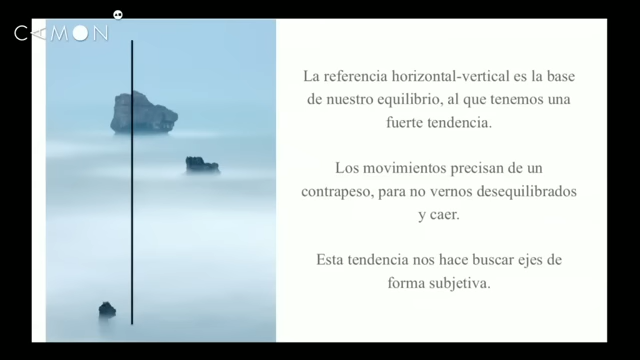 CAMON
La referencia horizontal-vertical es la base
de nuestro equilibrio, al que tenemos una
fuerte tendencia.
Los movimientos precisan de un
contrapeso, para no vernos desequilibrados
y caer.
Esta tendencia nos hace buscar ejes de
forma subjetiva.